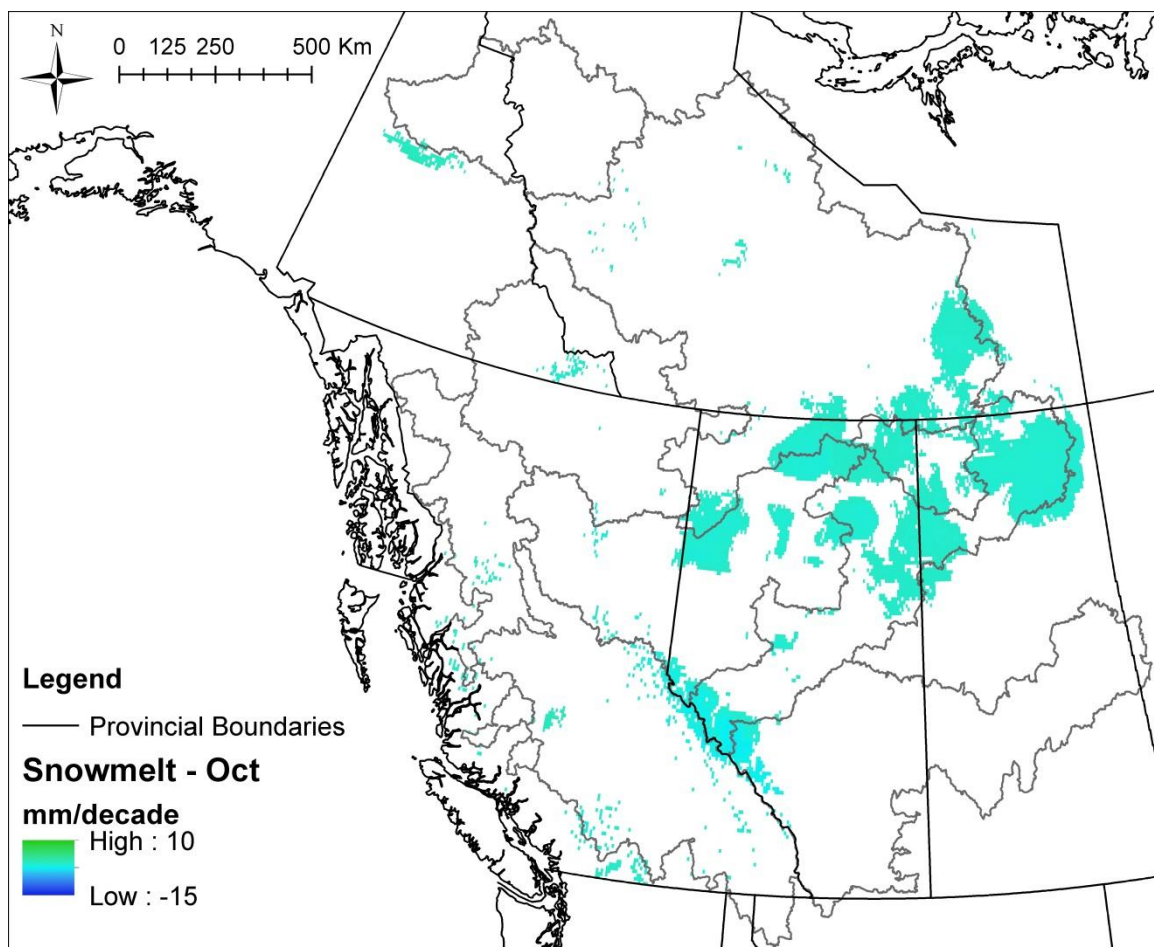 N
0 125 250 500 Km
Legend
Provincial Boundaries
Snowmelt - Oct
mm/decade
High : 10
Low : -15